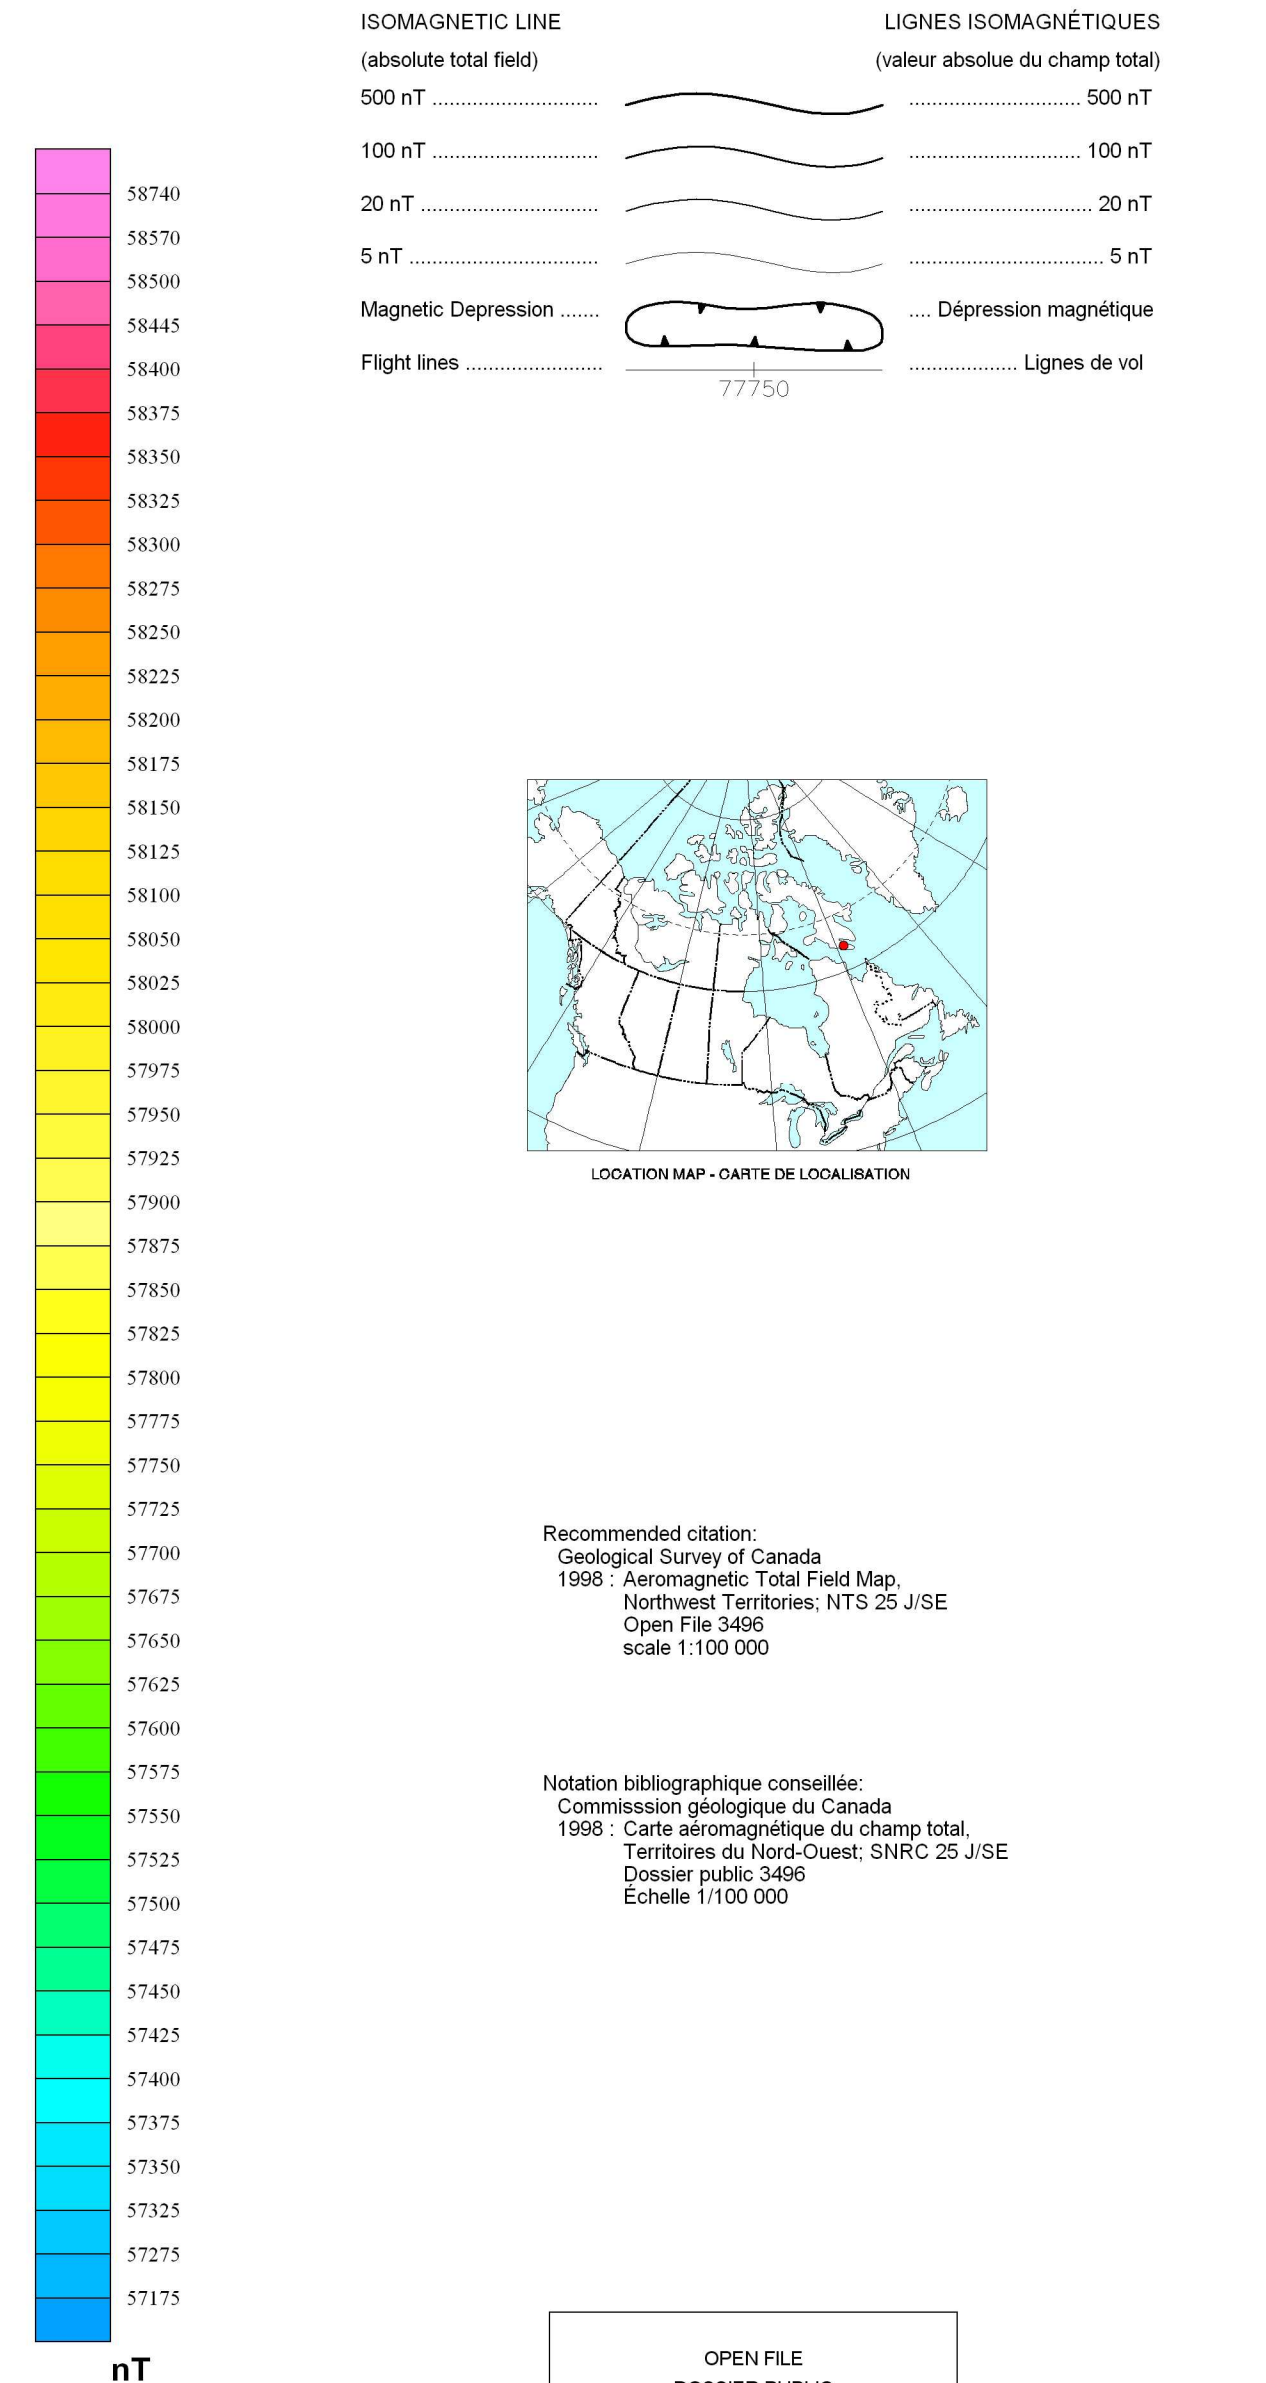 ISOMAGNETIC LINE LIGNES ISOMAGNÉTIQUES
(absolute total field) (valeur absolue du champ total)
500 nT ............................. .............................. 500 nT
100 nT ............................. .............................. 100 nT
20 nT ............................... ................................ 20 nT
5 nT ................................. .................................. 5 nT
Magnetic Depression ....... .... Dépression magnétique
Flight lines ........................ ................... Lignes de vol
77750
58740
58570
58500
58445
58400
58375
58350
58325
58300
58275
58250
58225
58200
58175
58150
58125
58100
58050
58025
58000
57975
57950
57925
57900
57875
57850
57825
57800
57775
57750
57725
57700
57675
57650
57625
57600
57575
57550
57525
57500
57475
57450
57425
57400
57375
57350
57325
57275
57175
nT
LOCATION MAP - CARTE DE LOCALISATION
Recommended citation:
Geological Survey of Canada
1998 : Aeromagnetic Total Field Map,
Northwest Territories; NTS 25 J/SE
Open File 3496
scale 1:100 000
Notation bibliographique conseillée:
Commisssion géologique du Canada
1998 : Carte aéromagnétique du champ total,
Territoires du Nord-Ouest; SNRC 25 J/SE
Dossier public 3496
Échelle 1/100 000
OPEN FILE
DOSSIER PUBLIC